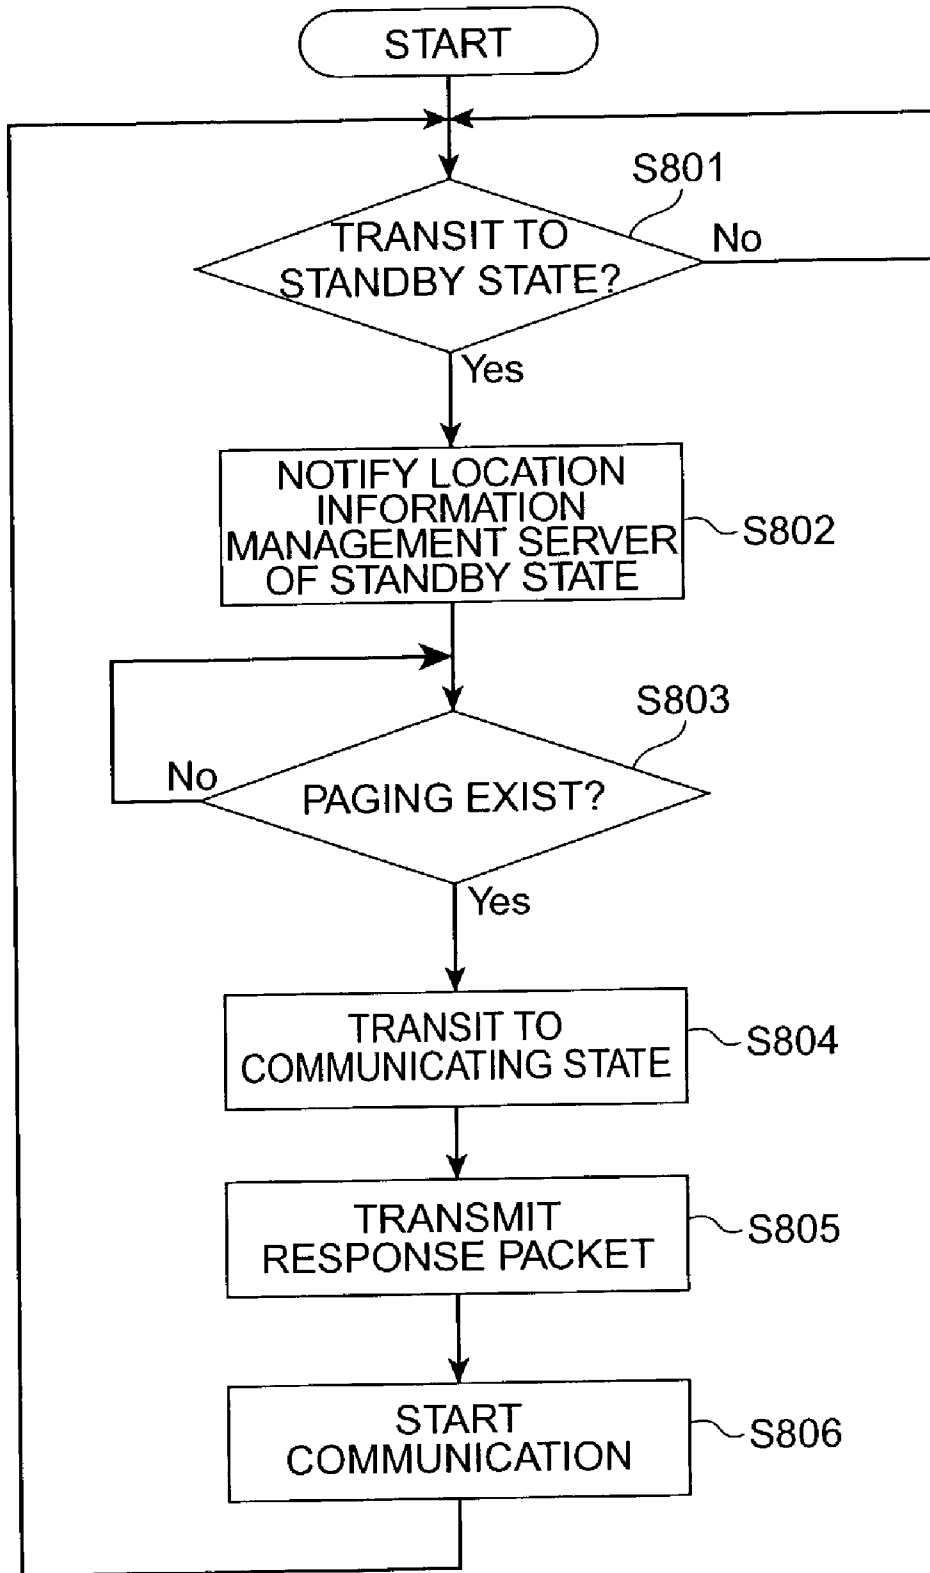 START
S801
TRANSIT TO
STANDBY STATE?
No
Yes
NOTIFY LOCATION
INFORMATION
MANAGEMENT SERVER
OF STANDBY STATE
S802
S803
No
PAGING EXIST?
Yes
TRANSIT TO
COMMUNICATING STATE
S804
TRANSMIT
RESPONSE PACKET
S805
START
COMMUNICATION
S806